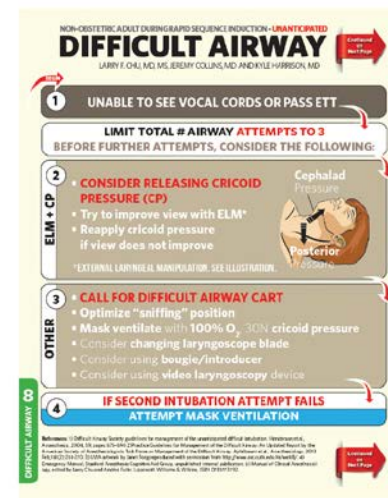 NON-OBSTETRIC ADULT DURING RAPID SEQUENCE INDUCTION - UNANTICIPATED
DIFFICULT AIRWAY
LARRY F. CHU, MD, MS, JEREMY COLLINS, MD AND KYLE HARRISON, MD
Continued
on
Next Page
1
UNABLE TO SEE VOCAL CORDS OR PASS ETT
LIMIT TOTAL # AIRWAY ATTEMPTS TO 3
BEFORE FURTHER ATTEMPTS, CONSIDER THE FOLLOWING:
ELM + CP
2
• CONSIDER RELEASING CRICOID
PRESSURE (CP)
• Try to improve view with ELM*
• Reapply cricoid pressure
if view does not improve
*EXTERNAL LARYNGEAL MANIPULATION. SEE ILLUSTRATION.
Cephalad
Pressure
Posterior
Pressure
OTHER
3
• CALL FOR DIFFICULT AIRWAY CART
• Optimize "sniffing" position
• Mask ventilate with 100% O2, 30N cricoid pressure
• Consider changing laryngoscope blade
• Consider using bougie/introducer
• Consider using video laryngoscopy device
4
IF SECOND INTUBATION ATTEMPT FAILS
ATTEMPT MASK VENTILATION
DIFFICULT AIRWAY 8
Continued
on
Next Page